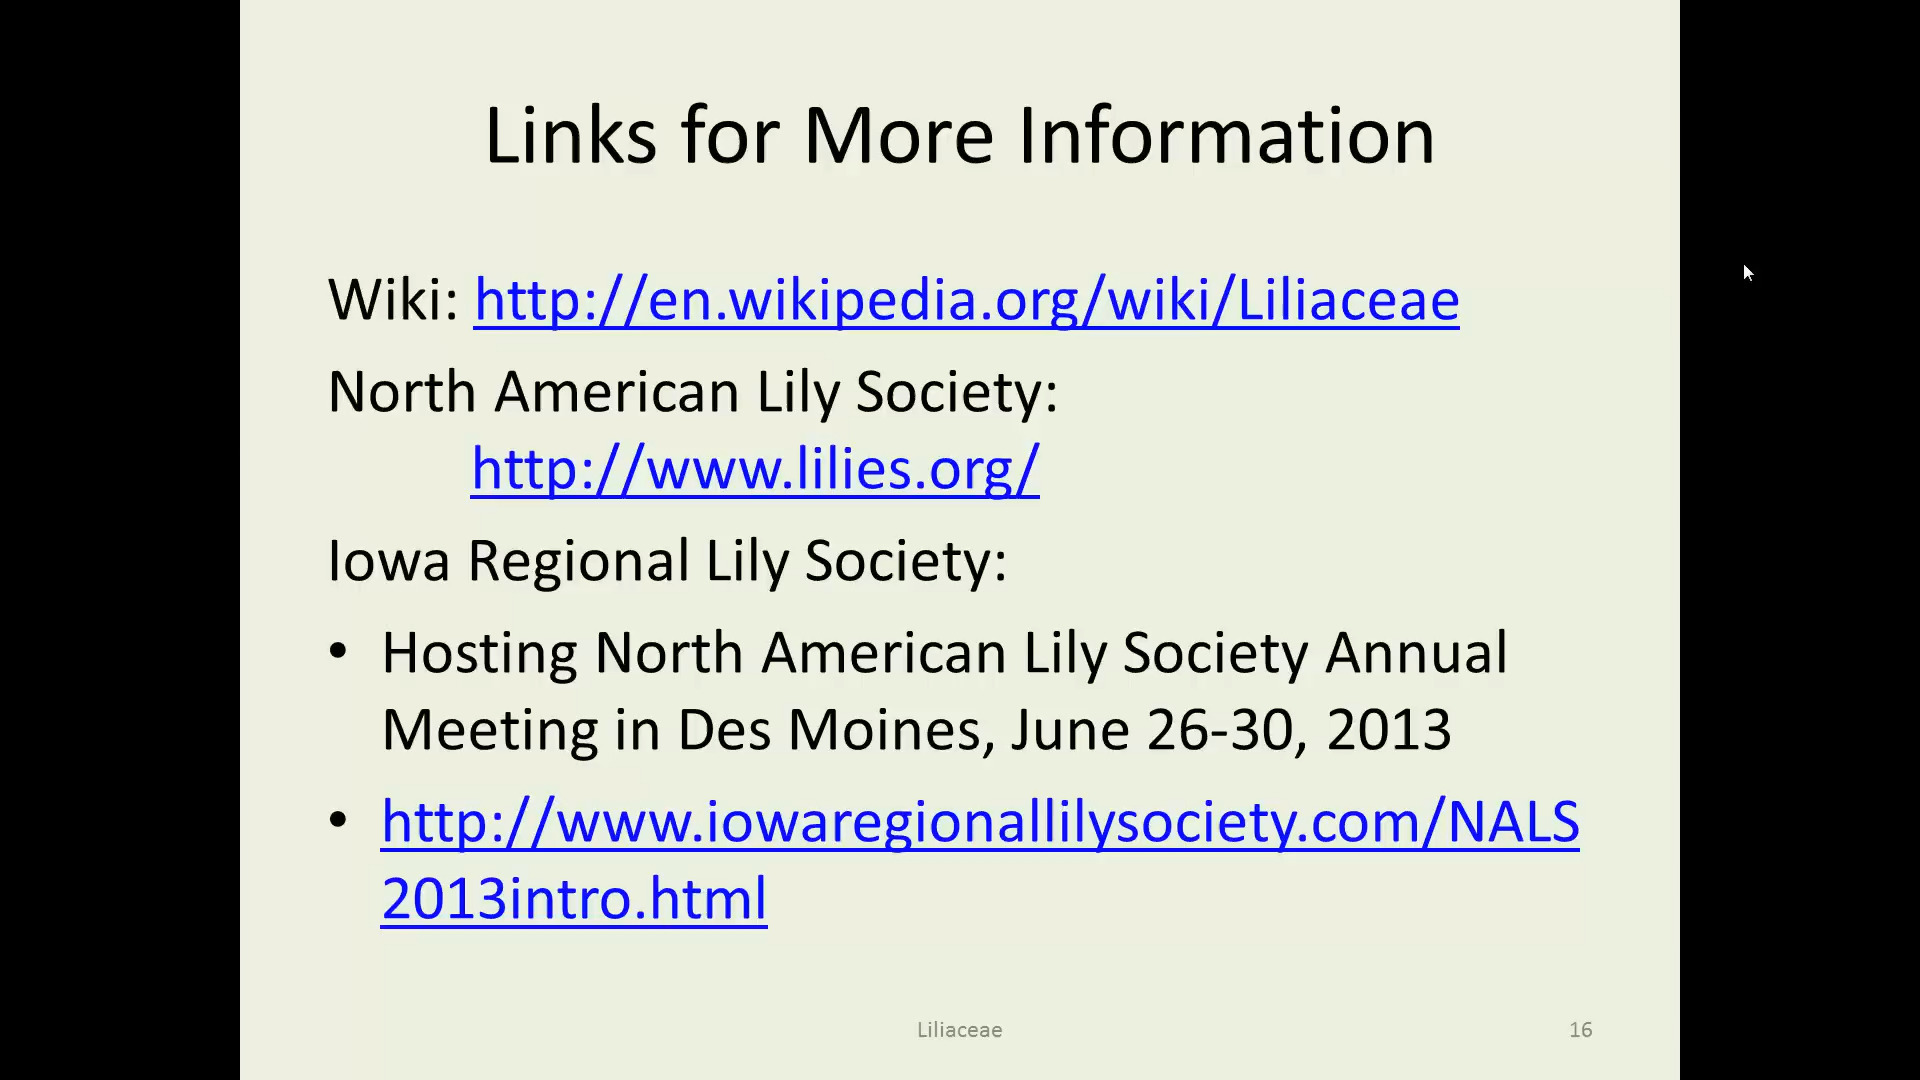 Links for More Information
Wiki: http://en.wikipedia.org/wiki/Liliaceae
North American Lily Society:
http://www.lilies.org/
Iowa Regional Lily Society:
• Hosting North American Lily Society Annual
Meeting in Des Moines, June 26-30, 2013
• http://www.iowaregionallilysociety.com/NALS
2013intro.html
Liliaceae
16